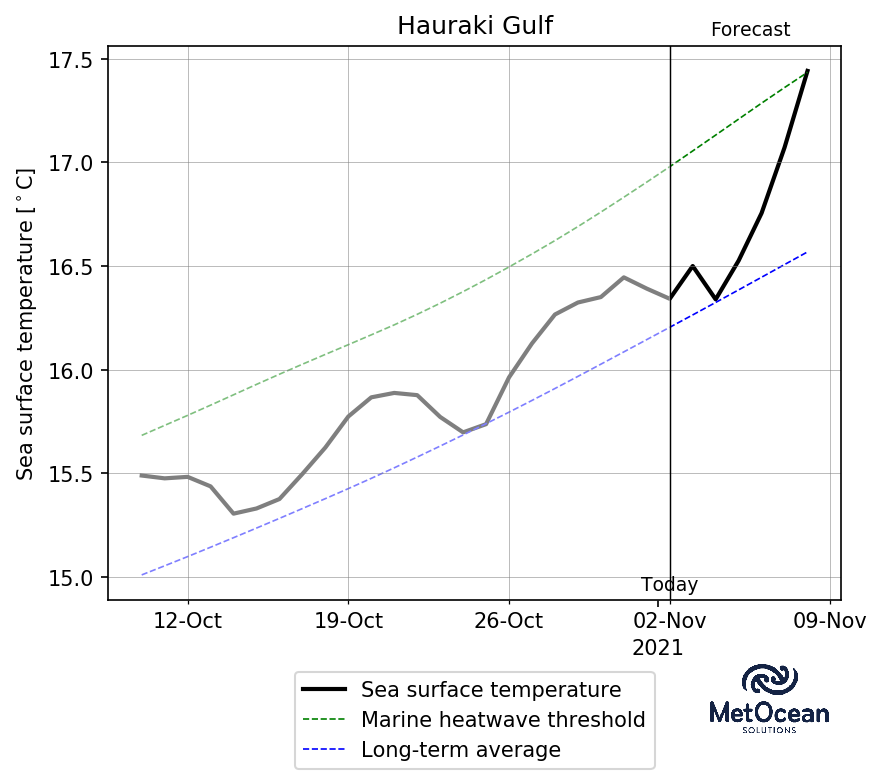 Hauraki Gulf
Forecast
17.5
17.0
16.5
16.0
15.5
15.0
Sea surface temperature [°C]
Today
12-Oct 19-Oct 26-Oct 02-Nov 09-Nov
2021
Sea surface temperature
Marine heatwave threshold
Long-term average
MetOcean
SOLUTIONS